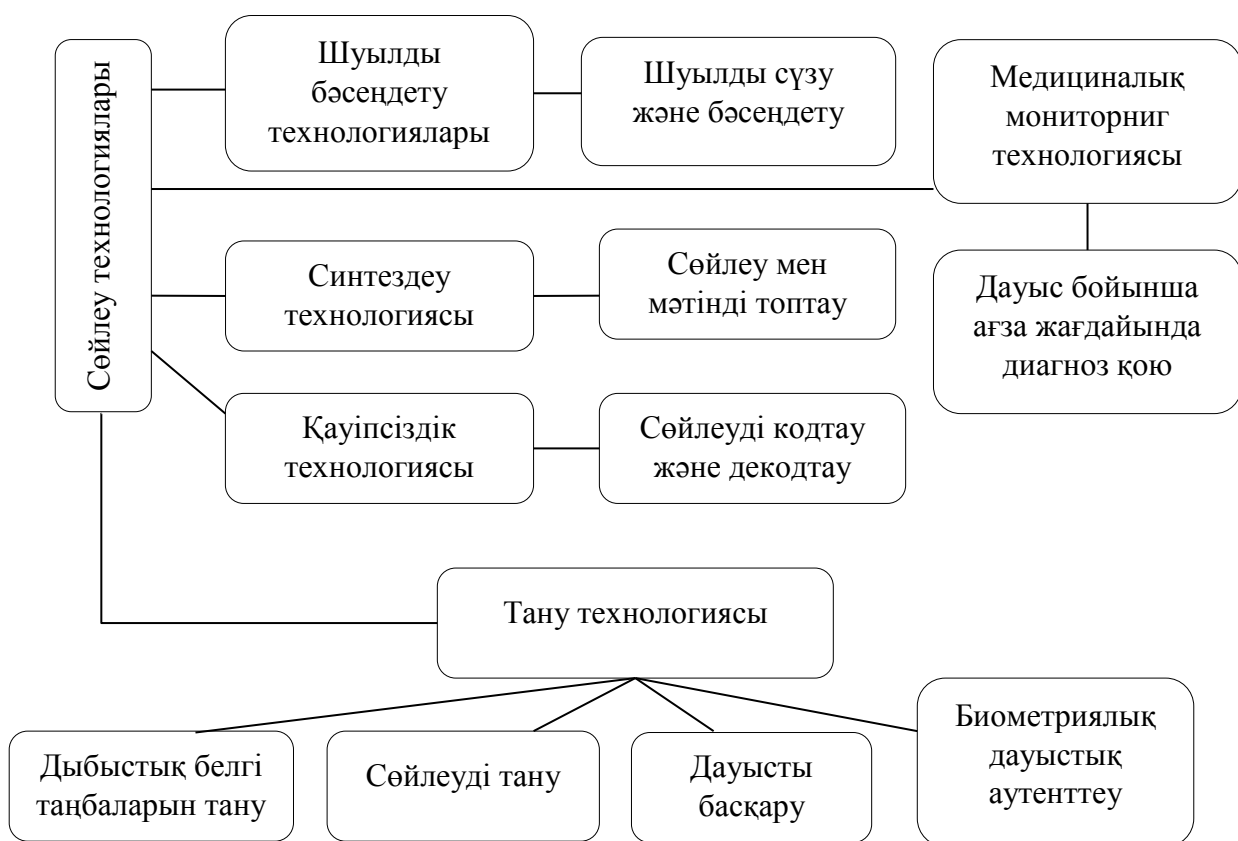 Сөйлеу технологиялары
Шуылды
бәсеңдету
технологиялары
Шуылды сүзу
және бәсеңдету
Медициналық
мониторниг
технологиясы
Синтездеу
технологиясы
Сөйлеу мен
мәтінді топтау
Дауыс бойынша
ағза жағдайында
диагноз қою
Қауіпсіздік
технологиясы
Сөйлеуді кодтау
және декодтау
Тану технологиясы
Дыбыстық белгі
таңбаларын тану
Сөйлеуді тану
Дауысты
басқару
Биометриялық
дауыстық
аутенттеу